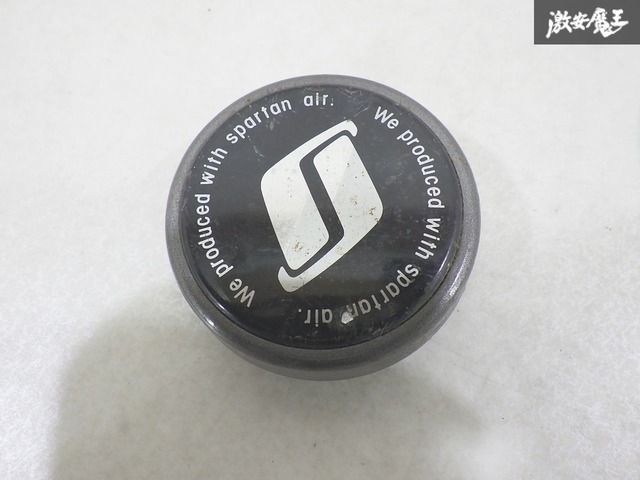 激安魔王
We produced with spartan air.
We produced with spartan air.